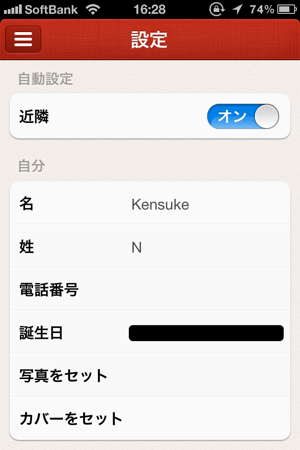 SoftBank 16:28 74%
設定
自動設定
近隣 オン
自分
名 Kensuke
姓 N
電話番号
誕生日
写真をセット
カバーをセット